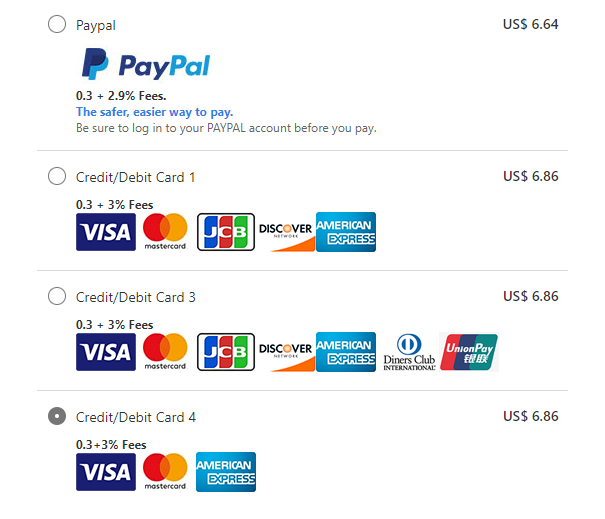 Paypal US$ 6.64
PayPal
0.3 + 2.9% Fees.
The safer, easier way to pay.
Be sure to log in to your PAYPAL account before you pay.
Credit/Debit Card 1 US$ 6.86
0.3 + 3% Fees
VISA mastercard JCB DISCOVER NETWORK AMERICAN EXPRESS
Credit/Debit Card 3 US$ 6.86
0.3 + 3% Fees
VISA mastercard JCB DISCOVER NETWORK AMERICAN EXPRESS Diners Club INTERNATIONAL UnionPay 银联
Credit/Debit Card 4 US$ 6.86
0.3+3% Fees
VISA mastercard AMERICAN EXPRESS